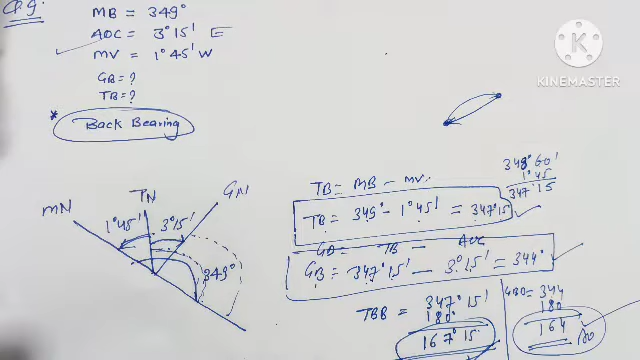 Q.9.
MB = 349°
AOC = 3°15' E
MV = 1°45' W
GB = ?
TB = ?
* Back Bearing
K
KINEMASTER
MN
TN
GN
1°45'
3°15'
349°
TB = MB - MV
348° 60'
1° 45
347° 15
TB = 349° - 1°45' = 347°15'
TB - AOC
GB = 347°15' - 3°15' = 344°
TBB = 347°15'
180°
167° 15
= 344
180
164